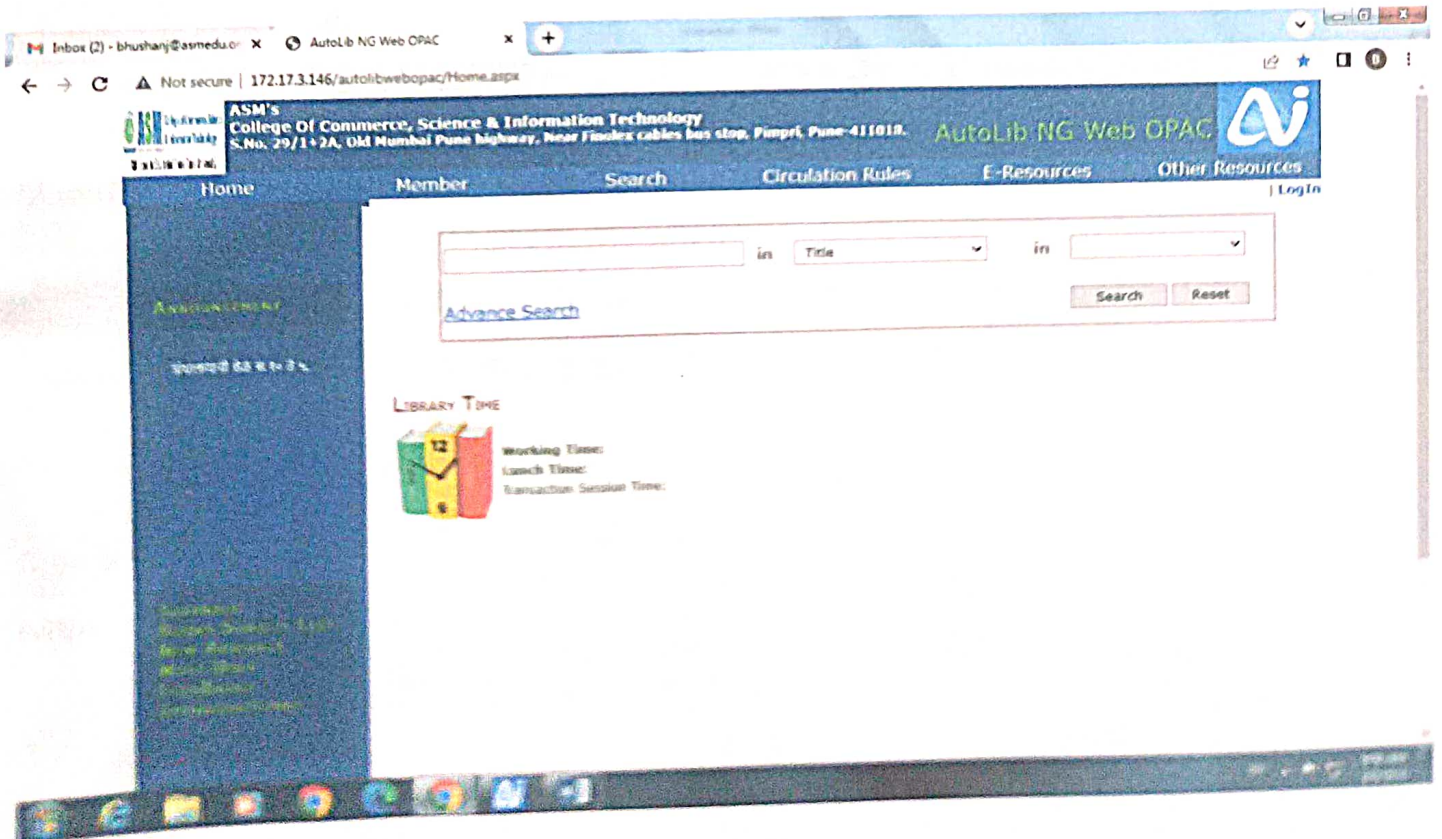 Inbox (2) - bhushanj@asmedu.or
AutoLib NG Web OPAC
Not secure | 172.17.3.146/autolibwebopac/Home.aspx
ASM's
College Of Commerce, Science & Information Technology
S.No. 29/1+2A, Old Mumbai Pune highway, Near Finolex cables bus stop, Pimpri, Pune-411018.
AutoLib NG Web OPAC
Home Member Search Circulation Rules E-Resources Other Resources
| LogIn
in Title in
Search Reset
Advance Search
ANNOUNCEMENT
LIBRARY TIME
12
6
Working Time:
Lunch Time:
Transaction Session Time: